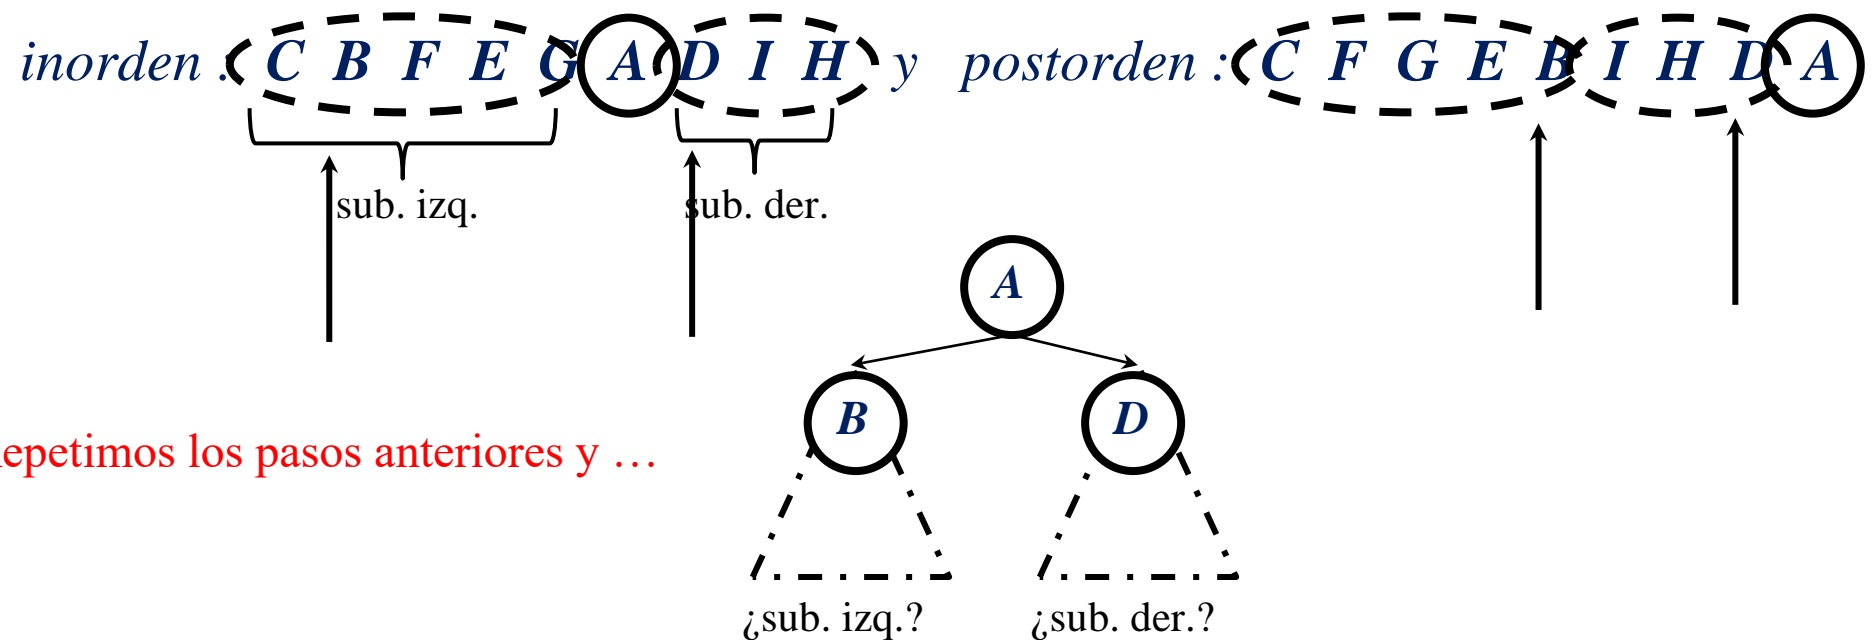 inorden : C B F E G A D I H y postorden : C F G E B I H D A
sub. izq. sub. der.
A
B D
epetimos los pasos anteriores y …
¿sub. izq.? ¿sub. der.?